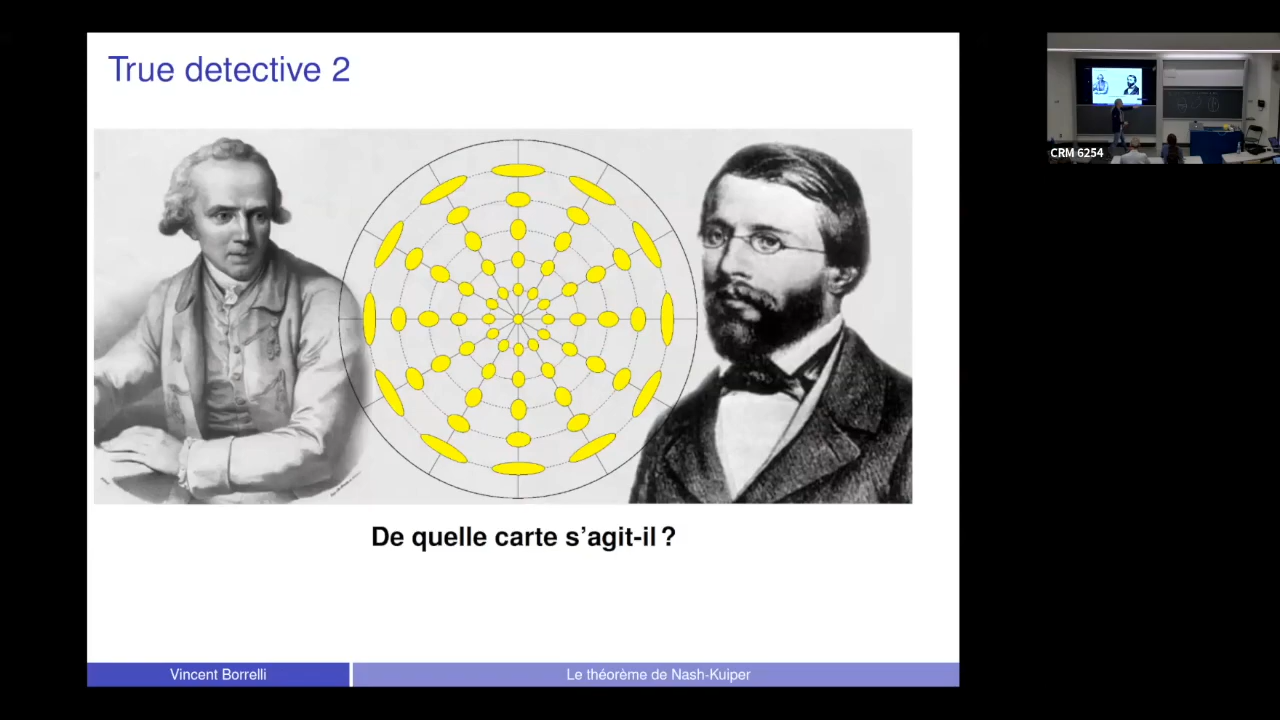 True detective 2
CRM 6254
De quelle carte s'agit-il ?
Vincent Borrelli
Le théorème de Nash-Kuiper